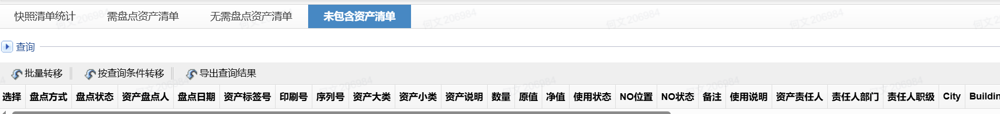 快照清单统计 需盘点资产清单 无需盘点资产清单 未包含资产清单
查询
批量转移 按查询条件转移 导出查询结果
选择 盘点方式 盘点状态 资产盘点人 盘点日期 资产标签号 印刷号 序列号 资产大类 资产小类 资产说明 数量 原值 净值 使用状态 NO位置 NO状态 备注 使用说明 资产责任人 责任人部门 责任人职级 City Buildin
何文 206984